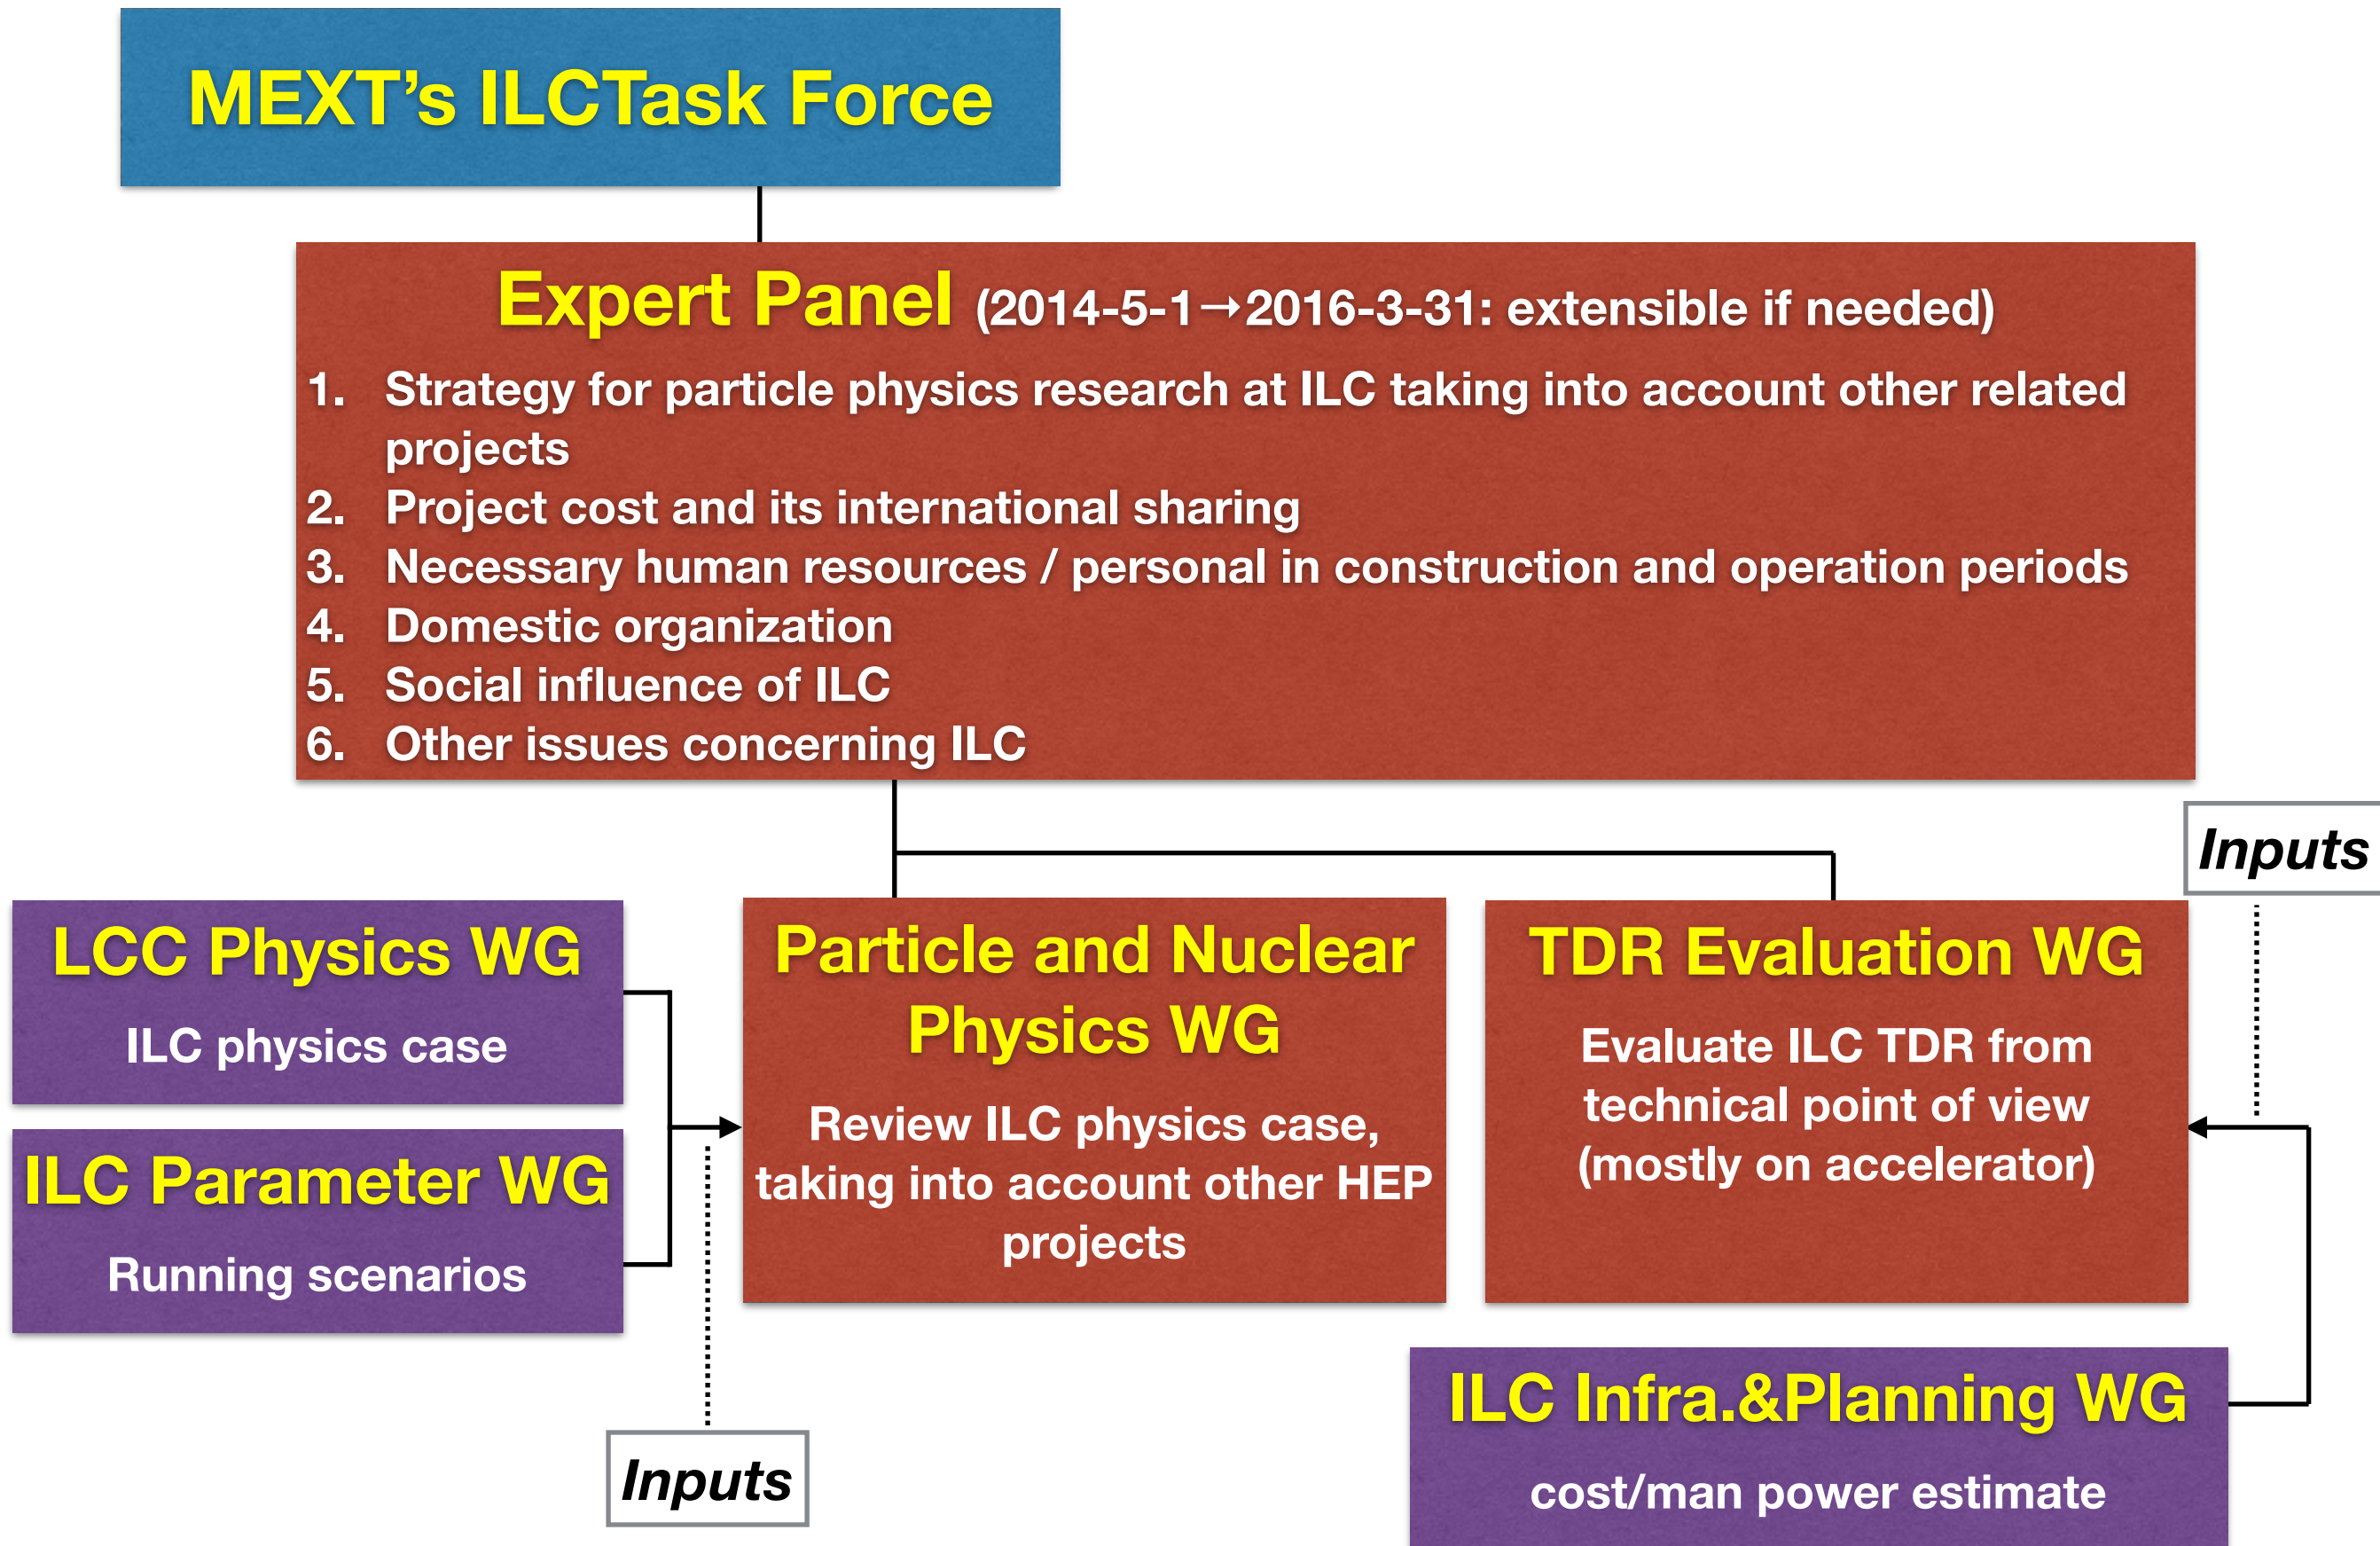 MEXT’s ILCTask Force
Expert Panel (2014-5-1→2016-3-31: extensible if needed)
1. Strategy for particle physics research at ILC taking into account other related
projects
2. Project cost and its international sharing
3. Necessary human resources / personal in construction and operation periods
4. Domestic organization
5. Social influence of ILC
6. Other issues concerning ILC
Inputs
LCC Physics WG
ILC physics case
ILC Parameter WG
Running scenarios
Particle and Nuclear
Physics WG
Review ILC physics case,
taking into account other HEP
projects
TDR Evaluation WG
Evaluate ILC TDR from
technical point of view
(mostly on accelerator)
Inputs
ILC Infra.&Planning WG
cost/man power estimate